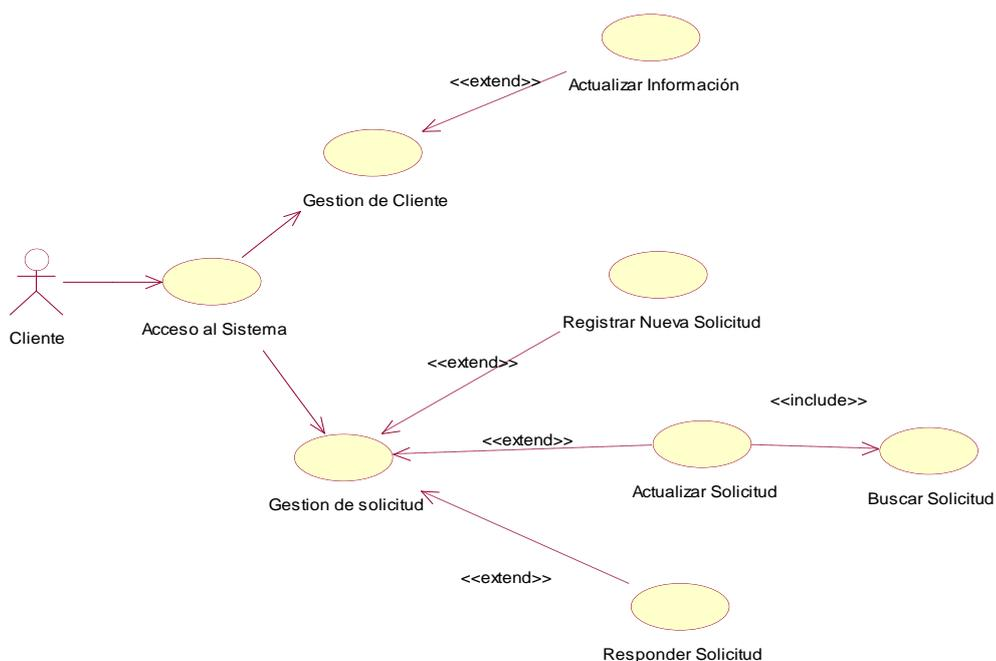 <<extend>>
Actualizar Información
Gestion de Cliente
Cliente
Acceso al Sistema
Registrar Nueva Solicitud
<<extend>>
<<include>>
<<extend>>
Actualizar Solicitud
Buscar Solicitud
Gestion de solicitud
<<extend>>
Responder Solicitud